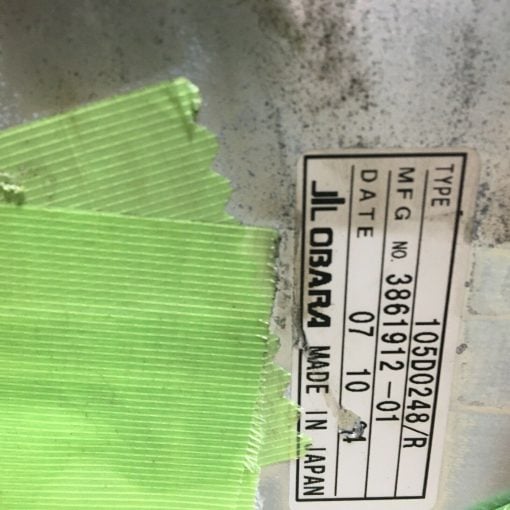 TYPE 105D0248/R
MFG NO. 3861912-01
DATE 07 10
OBARA MADE IN JAPAN